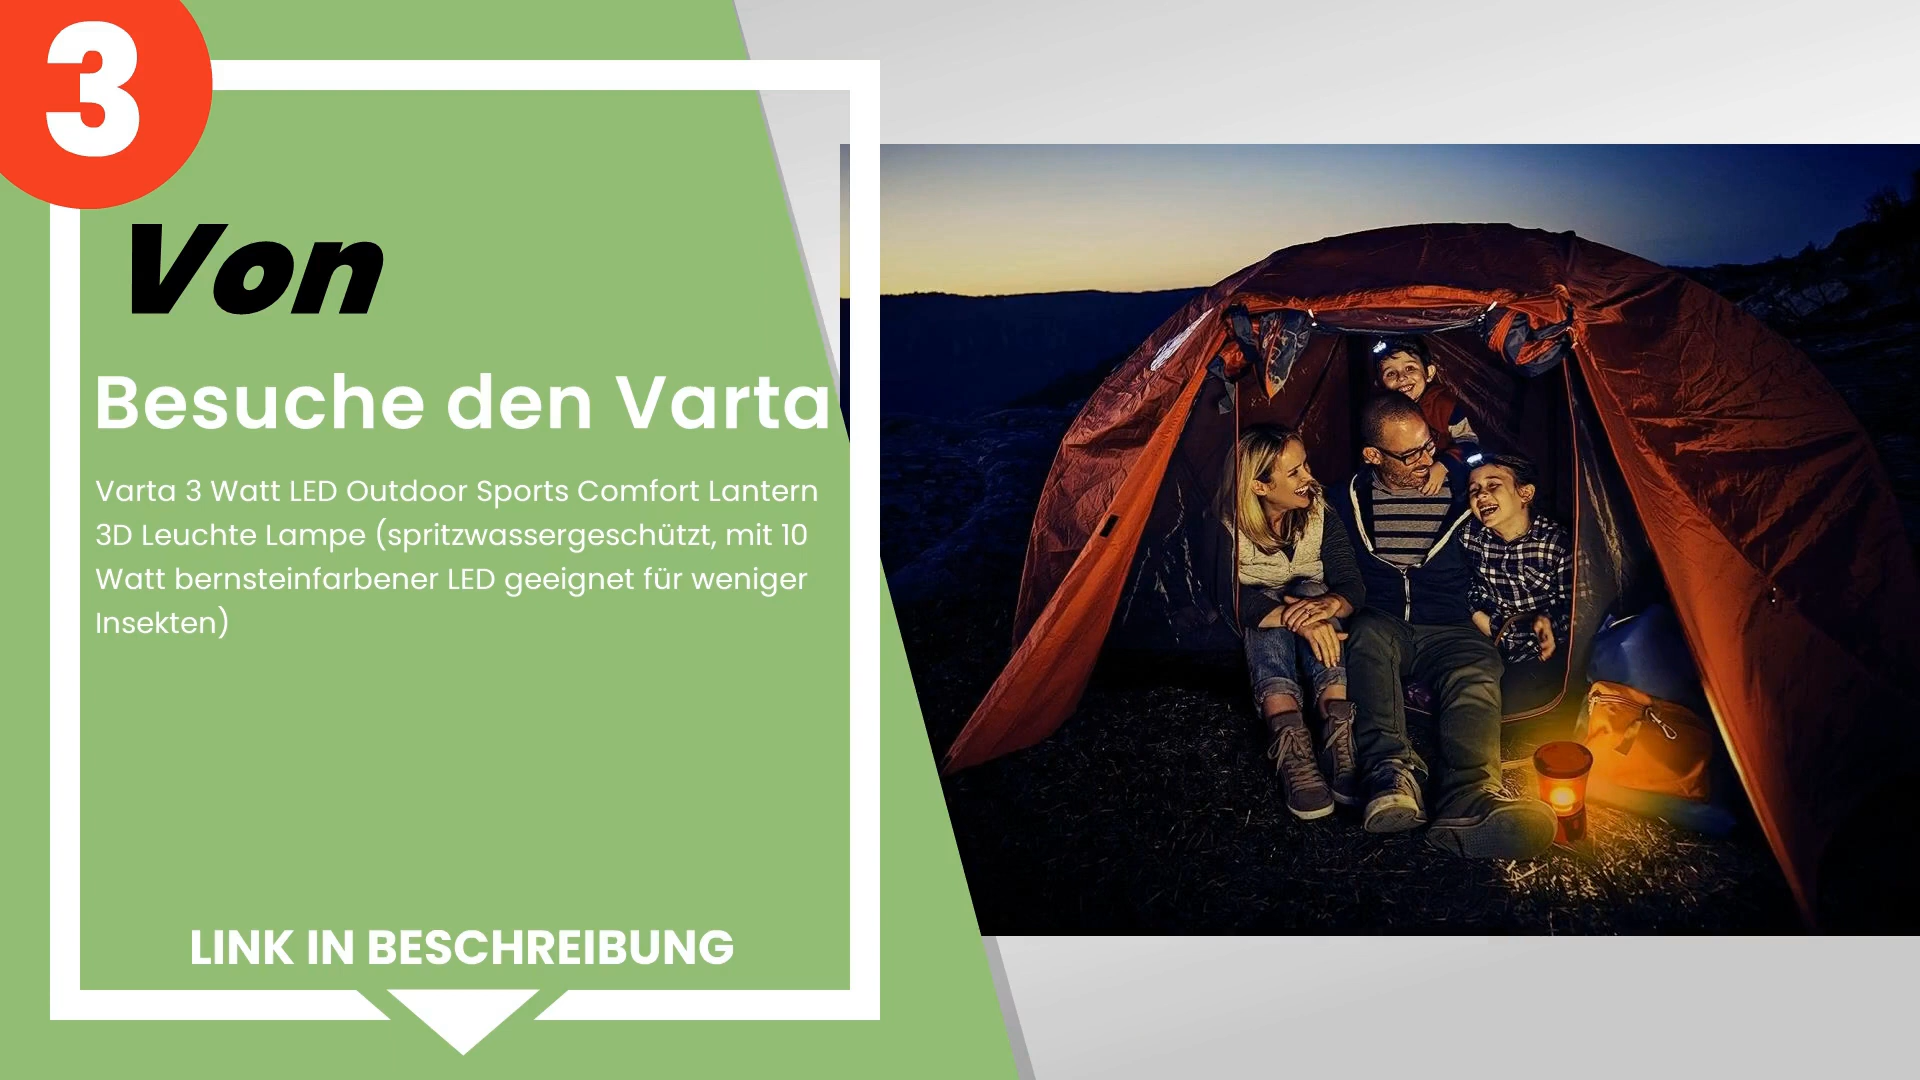 3
Von
Besuche den Varta
Varta 3 Watt LED Outdoor Sports Comfort Lantern
3D Leuchte Lampe (spritzwassergeschützt, mit 10
Watt bernsteinfarbener LED geeignet für weniger
Insekten)
LINK IN BESCHREIBUNG